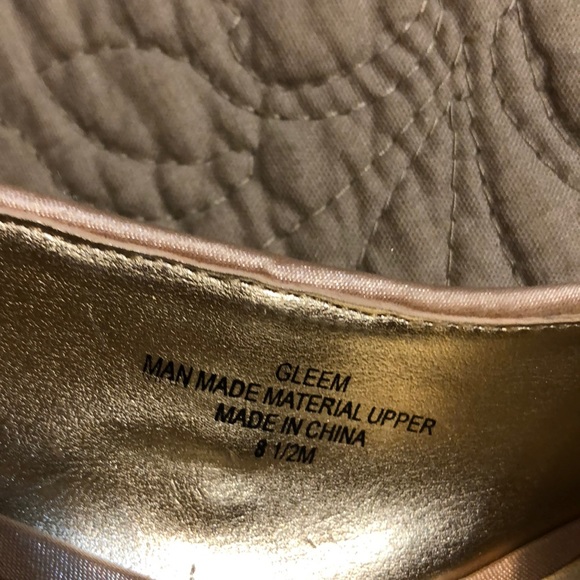 GLEEM
MAN MADE MATERIAL UPPER
MADE IN CHINA
8 1/2M